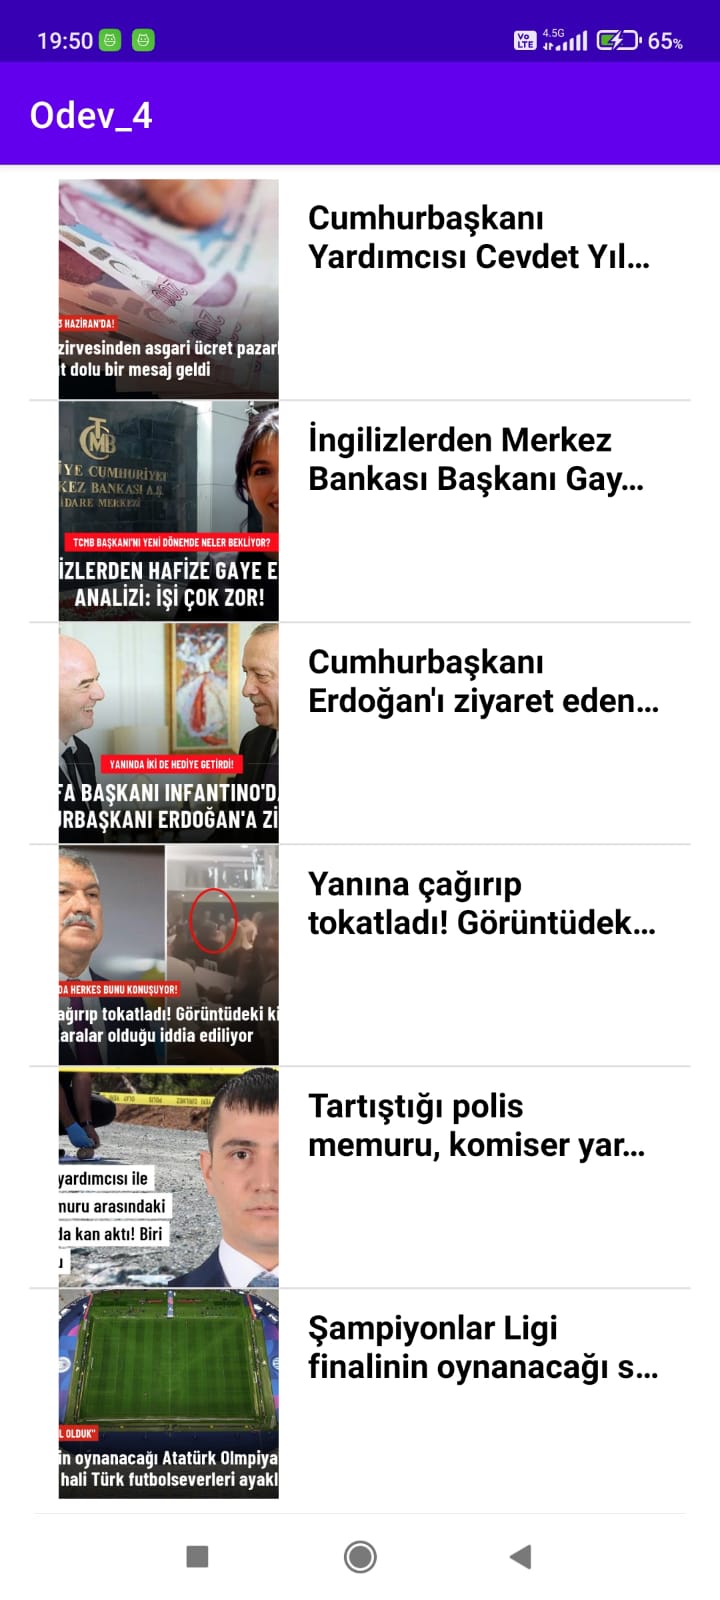 19:50
Vo LTE 4.5G 65%
Odev_4
Cumhurbaşkanı
Yardımcısı Cevdet Yıl...
3 HAZİRAN'DA!
zirvesinden asgari ücret pazarl
t dolu bir mesaj geldi
İngilizlerden Merkez
Bankası Başkanı Gay...
TCMB
İYE CUMHURİYET
KEZ BANKASI A.Ş.
İDARE MERKEZİ
TCMB BAŞKANI'NI YENİ DÖNEMDE NELER BEKLİYOR?
İZLERDEN HAFİZE GAYE E
ANALİZİ: İŞİ ÇOK ZOR!
Cumhurbaşkanı
Erdoğan'ı ziyaret eden...
YANINDA İKİ DE HEDİYE GETİRDİ!
FA BAŞKANI INFANTINO'D
URBAŞKANI ERDOĞAN'A Zİ
Yanına çağırıp
tokatladı! Görüntüdek...
DA HERKES BUNU KONUŞUYOR!
ağırıp tokatladı! Görüntüdeki ki
aralar olduğu iddia ediliyor
Tartıştığı polis
memuru, komiser yar...
yardımcısı ile
muru arasındaki
da kan aktı! Biri
Şampiyonlar Ligi
finalinin oynanacağı s...
L OLDUK"
in oynanacağı Atatürk Olmpiya
hali Türk futbolseverleri ayakl